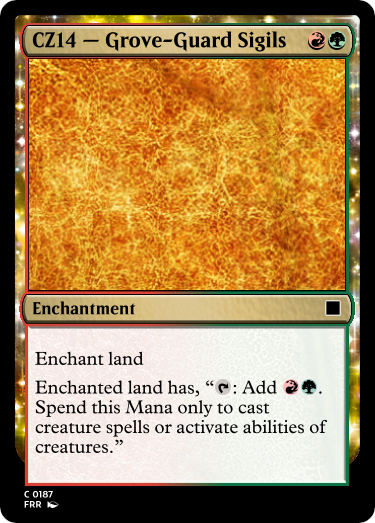 CZ14 — Grove-Guard Sigils
Enchantment
Enchant land
Enchanted land has, “: Add .
Spend this Mana only to cast
creature spells or activate abilities of
creatures.”
C 0187
FRR